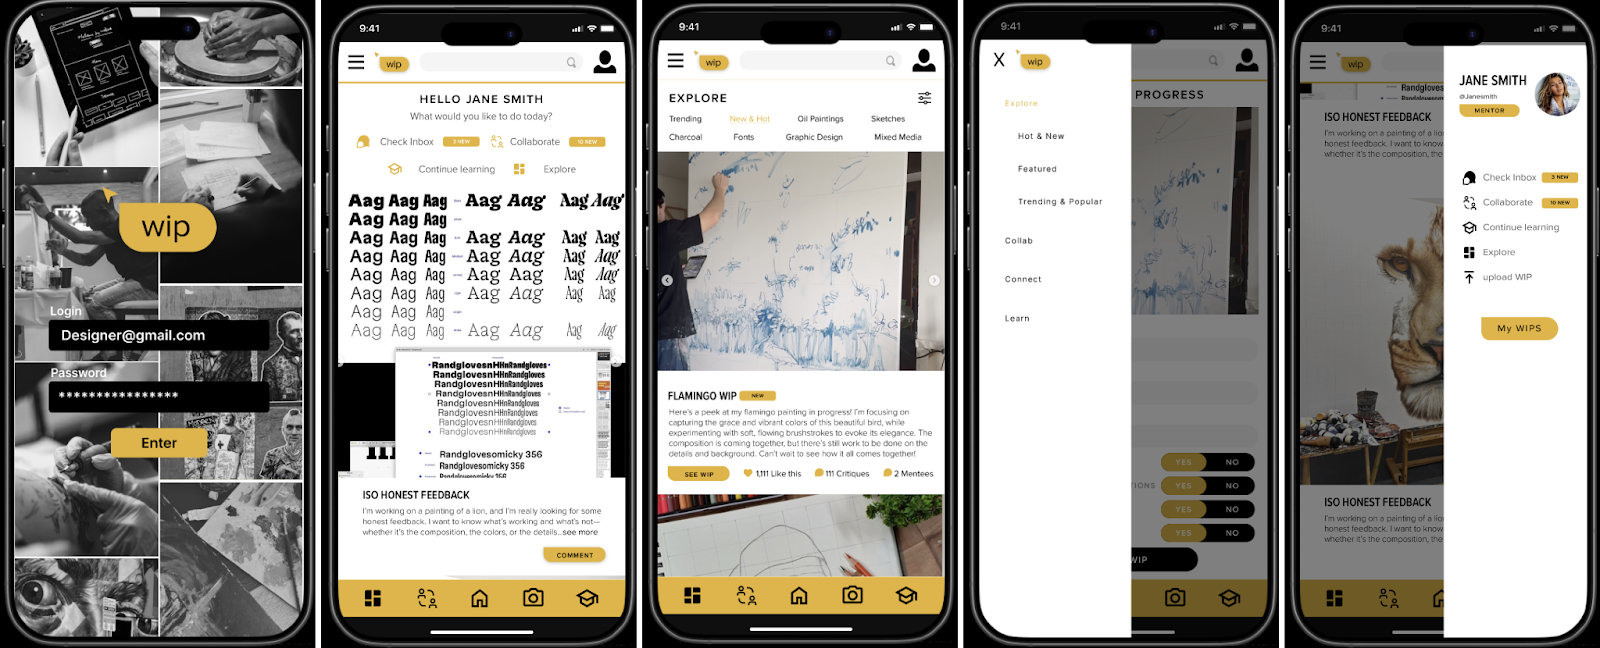 wip
Login
Designer@gmail.com
Password
****************
Enter
9:41
wip
HELLO JANE SMITH
What would you like to do today?
Check Inbox 3 NEW Collaborate 10 NEW
Continue learning Explore
Aag Aag Aag Aag Aag Aag Aag
Aag Aag Aag
Aag Aag Aag Aag Aag Aag Aag
Aag Aag Aag Aag Aag Aag Aag
Aag Aag Aag Aag Aag Aag Aag
Aag Aag Aag Aag Aag Aag Aag
Aag Aag Aag
Aag Aag Aag Aag Aag Aag Aag
RandglovesnHHnRandgloves
RandglovesnHHnRandgloves
RandglovesnHHnRandgloves
RandglovesnHHnRandgloves
RandglovesnHHnRandgloves
RandglovesnHHnRandgloves
RandglovesnHHnRandgloves
RandglovesnHHnRandgloves
Randglovesomicky 356
Randglovesomicky 356
Randglovesomicky 356
ISO HONEST FEEDBACK
I'm working on a painting of a lion, and I'm really looking for some
honest feedback. I want to know what's working and what's not—
whether it's the composition, the colors, or the details...see more
COMMENT
9:41
wip
EXPLORE
Trending New & Hot Oil Paintings Sketches
Charcoal Fonts Graphic Design Mixed Media
FLAMINGO WIP NEW
Here's a peek at my flamingo painting in progress! I'm focusing on
capturing the grace and vibrant colors of this beautiful bird, while
experimenting with soft, flowing brushstrokes to evoke its elegance. The
composition is coming together, but there's still work to be done on the
details and background. Can't wait to see how it all comes together!
SEE WIP 1,111 Like this 111 Critiques 2 Mentees
9:41
X wip
Explore
Hot & New
Featured
Trending & Popular
Collab
Connect
Learn
PROGRESS
YES NO
TIONS YES NO
YES NO
YES NO
WIP
9:41
wip
ISO HONEST FEEDBACK
I'm working on a painting of a lio
honest feedback. I want to know
whether it's the composition, the
ISO HONEST FEEDBACK
I'm working on a painting of a lio
honest feedback. I want to know
whether it's the composition, the
JANE SMITH
@Janesmith
MENTOR
Check Inbox 3 NEW
Collaborate 10 NEW
Continue learning
Explore
upload WIP
My WIPS